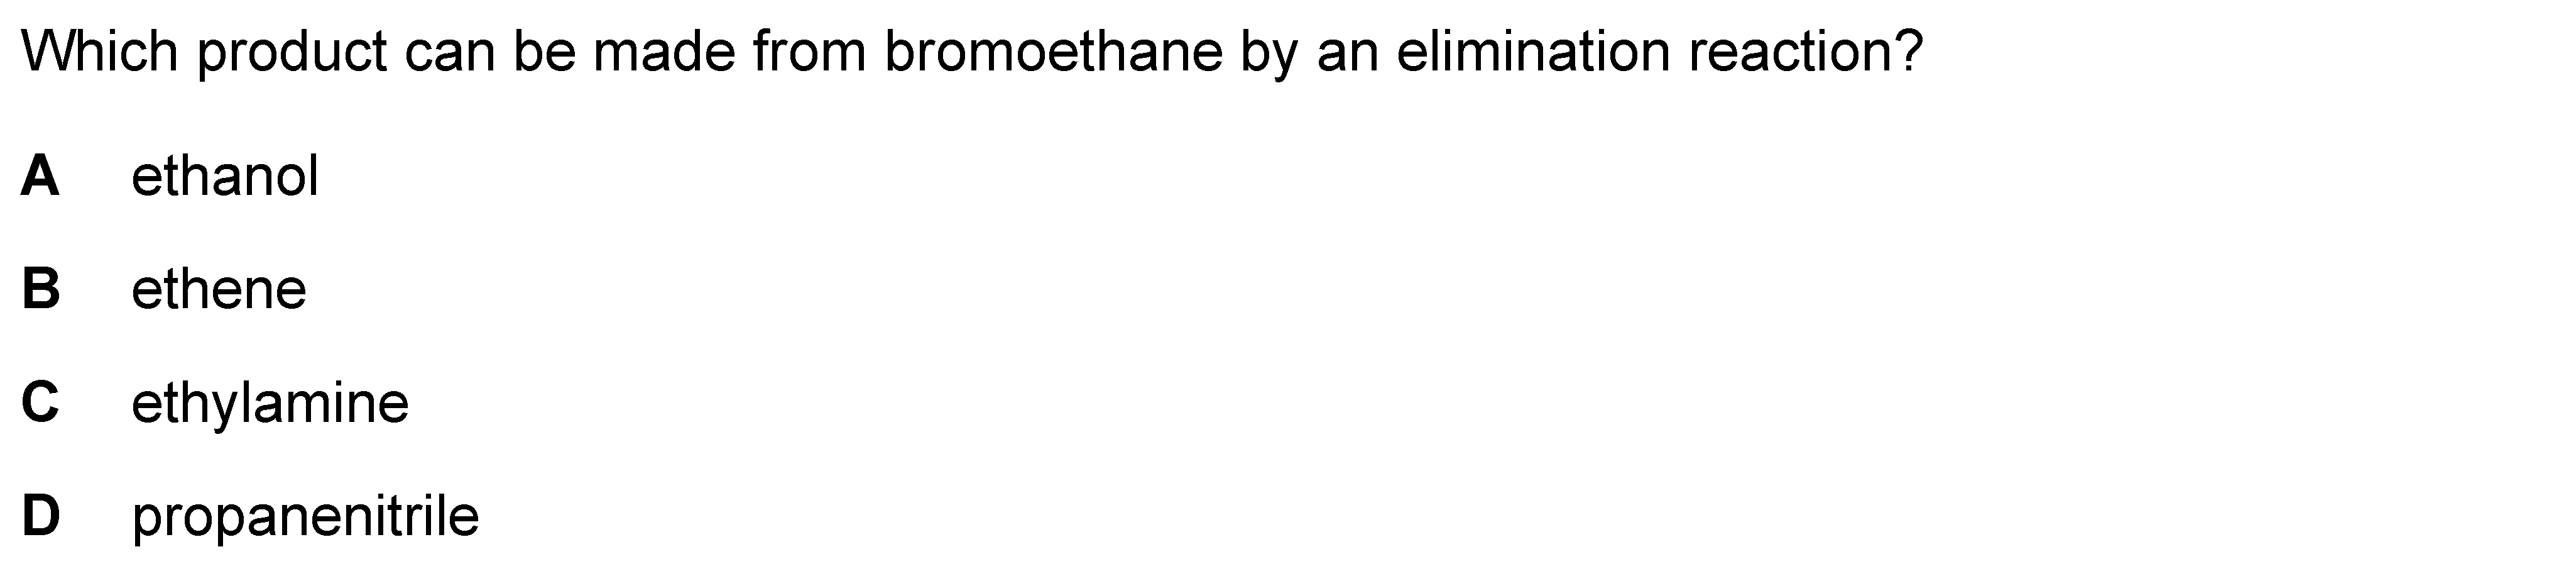 Which product can be made from bromoethane by an elimination reaction?
A ethanol
B ethene
C ethylamine
D propanenitrile